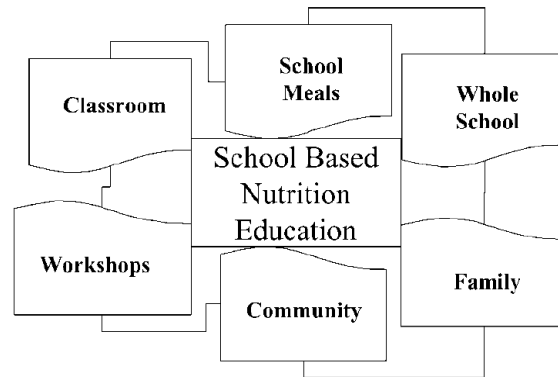 School
Meals
Classroom
Whole
School
School Based
Nutrition
Education
Workshops
Community
Family